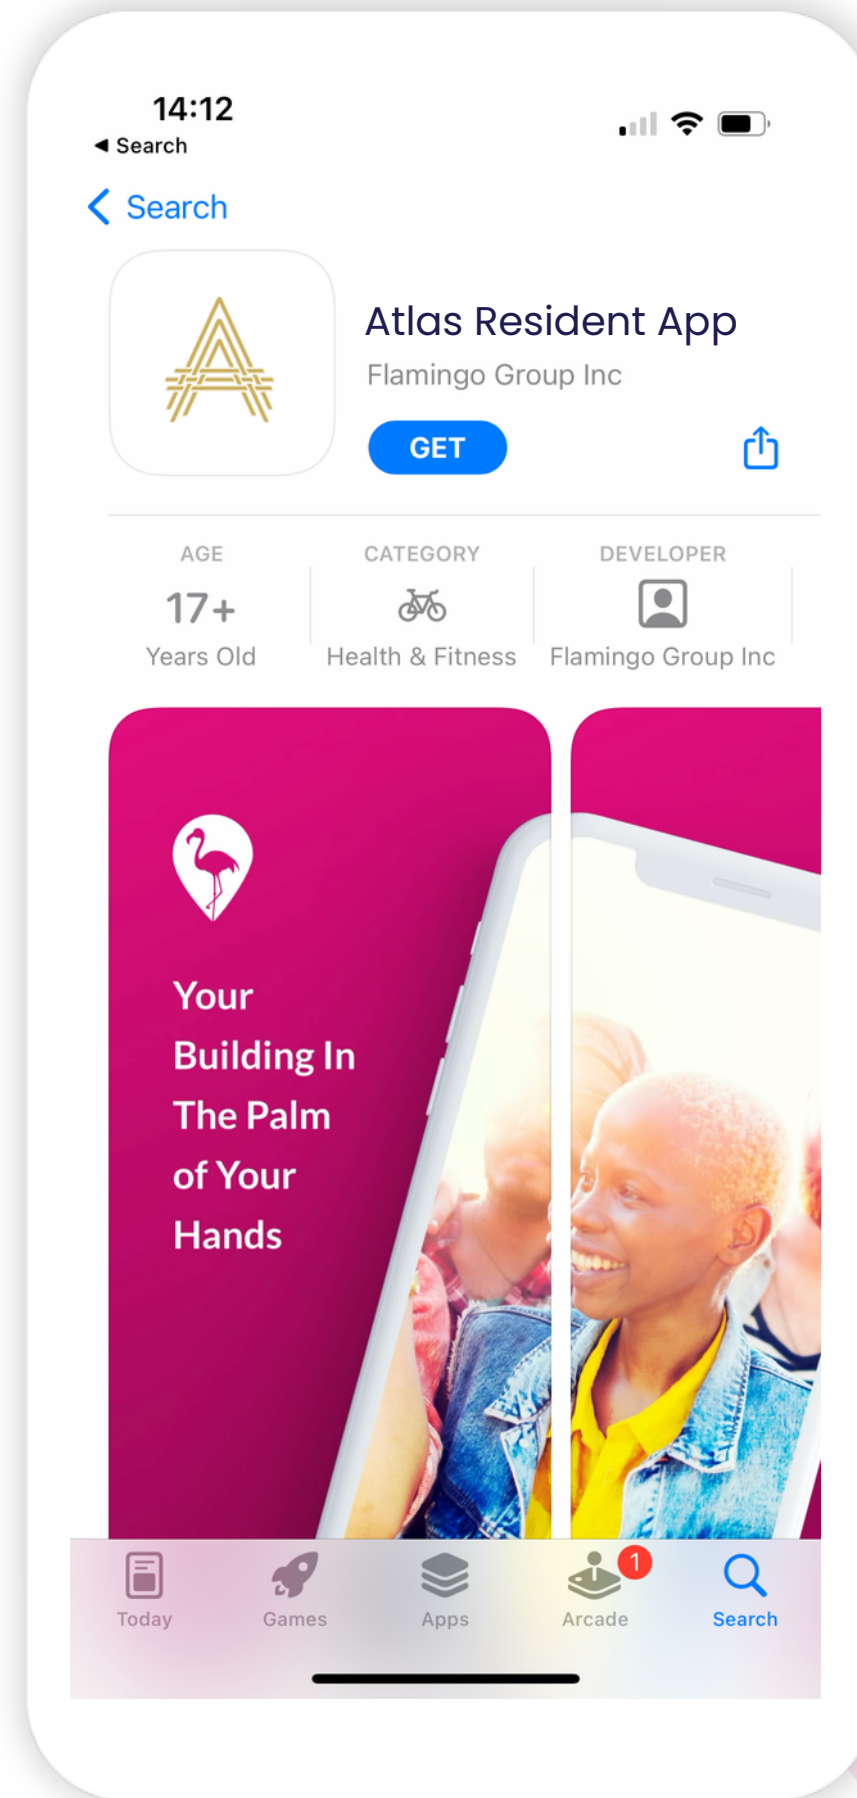 14:12
◀ Search
Search
Atlas Resident App
Flamingo Group Inc
GET
AGE
CATEGORY
DEVELOPER
17+
Years Old
Health & Fitness
Flamingo Group Inc
Your
Building In
The Palm
of Your
Hands
1
Today
Games
Apps
Arcade
Search